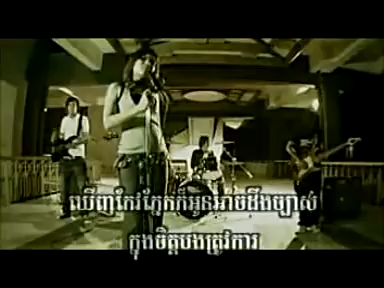 ឃើញកែវភ្នែកក៏អូនអាចដឹងច្បាស់
ក្នុងចិត្តបងត្រូវការ